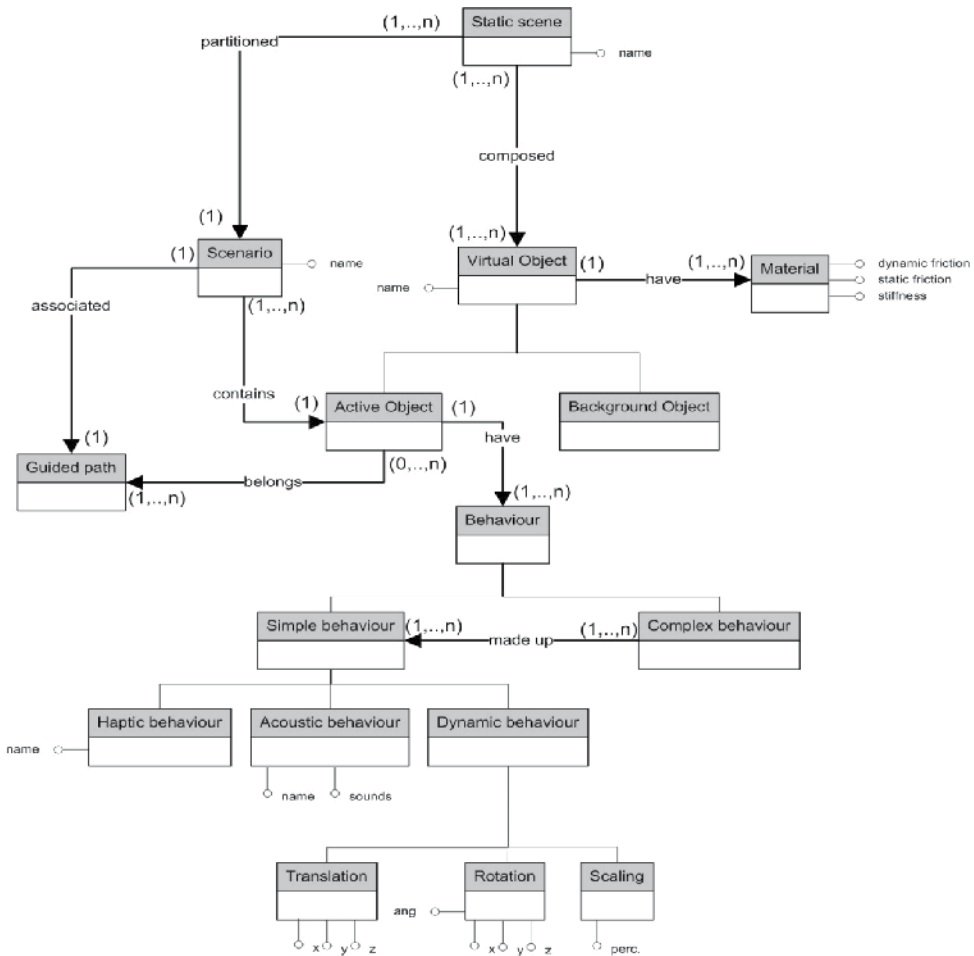 Static scene
(1,..,n)
partitioned
name
(1,..,n)
composed
(1)
(1,..,n)
(1)
Scenario
name
Virtual Object
(1)
(1,..,n)
Material
dynamic friction
static friction
stiffness
name
have
associated
(1,..,n)
contains
(1)
Active Object
(1)
Background Object
have
(1)
(0,..,n)
Guided path
belongs
(1,..,n)
(1,..,n)
Behaviour
Simple behaviour
(1,..,n)
made up
(1,..,n)
Complex behaviour
Haptic behaviour
Acoustic behaviour
Dynamic behaviour
name
name
sounds
Translation
Rotation
Scaling
ang
x
y
z
x
y
z
perc.